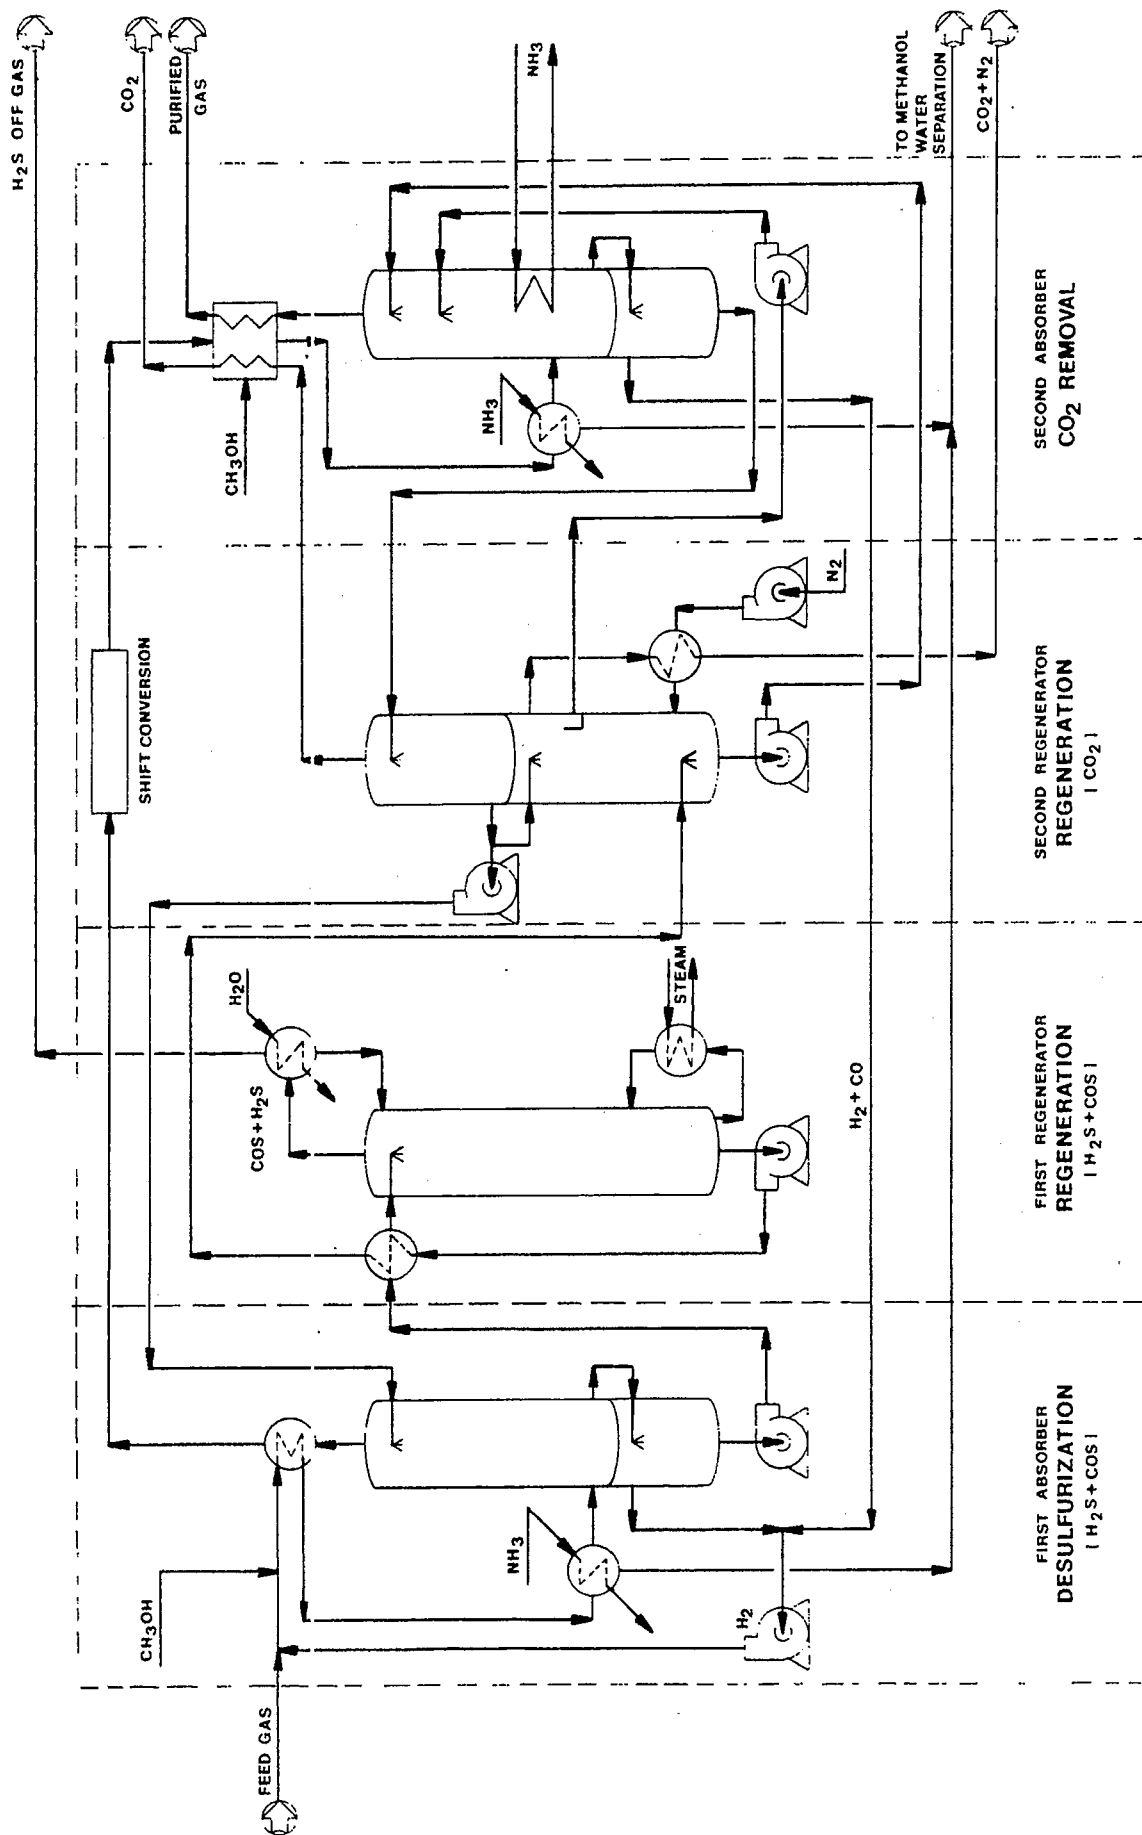 H2S OFF GAS
CO2
PURIFIED
GAS
NH3
TO METHANOL
WATER
SEPARATION
CO2+N2
CH3OH
NH3
SECOND ABSORBER
CO2 REMOVAL
SHIFT CONVERSION
N2
SECOND REGENERATOR
REGENERATION
(CO2)
H2O
COS+H2S
STEAM
H2+CO
FIRST REGENERATOR
REGENERATION
(H2S+COS)
CH3OH
FEED GAS
NH3
H2
FIRST ABSORBER
DESULFURIZATION
(H2S+COS)